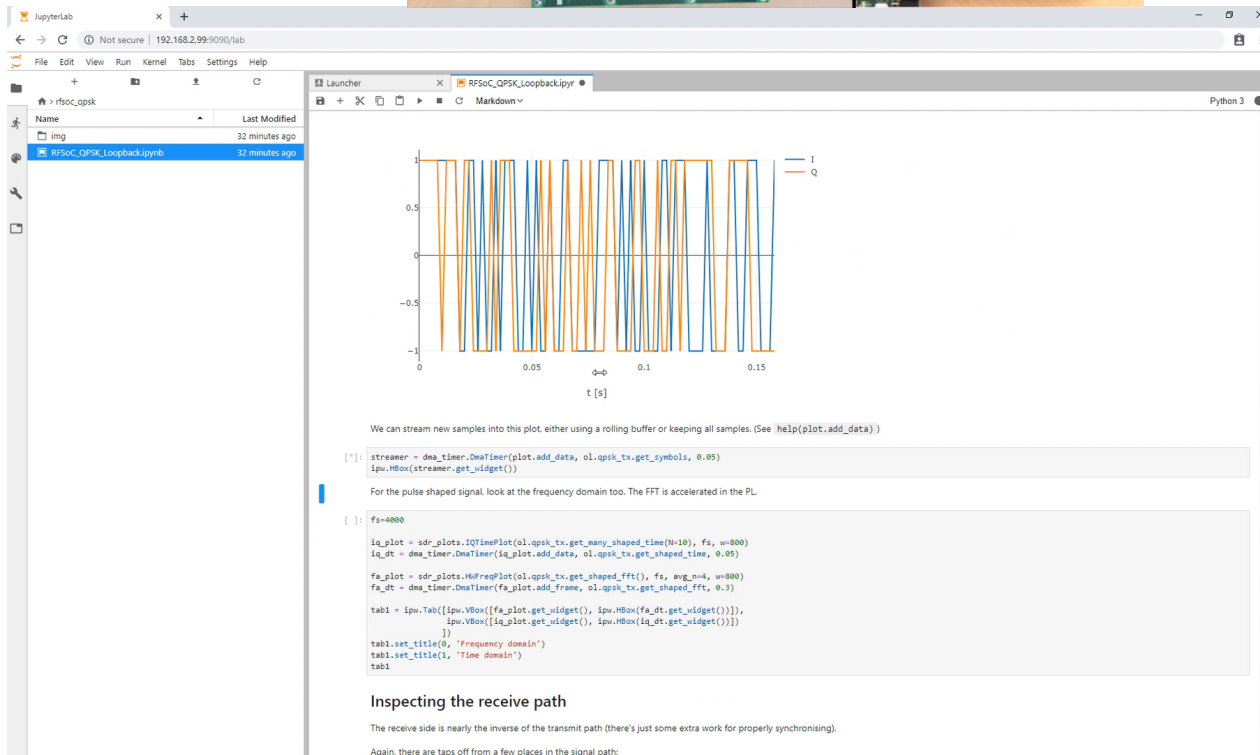 JupyterLab
Not secure | 192.168.2.99:9090/lab
File Edit View Run Kernel Tabs Settings Help
> rfsoc_qpsk
Name Last Modified
img 32 minutes ago
RFSoC_QPSK_Loopback.ipynb 32 minutes ago
Launcher
RFSoC_QPSK_Loopback.ipyr
Markdown
Python 3
1
0.5
0
−0.5
−1
0 0.05 0.1 0.15
t [s]
I
Q
We can stream new samples into this plot, either using a rolling buffer or keeping all samples. (See help(plot.add_data) )
[*]: streamer = dma_timer.DmaTimer(plot.add_data, ol.qpsk_tx.get_symbols, 0.05)
ipw.HBox(streamer.get_widget())
For the pulse shaped signal, look at the frequency domain too. The FFT is accelerated in the PL.
[ ]: fs=4000
iq_plot = sdr_plots.IQTimePlot(ol.qpsk_tx.get_many_shaped_time(N=10), fs, w=800)
iq_dt = dma_timer.DmaTimer(iq_plot.add_data, ol.qpsk_tx.get_shaped_time, 0.05)
fa_plot = sdr_plots.HWFreqPlot(ol.qpsk_tx.get_shaped_fft(), fs, avg_n=4, w=800)
fa_dt = dma_timer.DmaTimer(fa_plot.add_frame, ol.qpsk_tx.get_shaped_fft, 0.3)
tab1 = ipw.Tab([ipw.VBox([fa_plot.get_widget(), ipw.HBox(fa_dt.get_widget())]),
ipw.VBox([iq_plot.get_widget(), ipw.HBox(iq_dt.get_widget())])
])
tab1.set_title(0, 'Frequency domain')
tab1.set_title(1, 'Time domain')
tab1
Inspecting the receive path
The receive side is nearly the inverse of the transmit path (there's just some extra work for properly synchronising).
Again, there are taps off from a few places in the signal path: